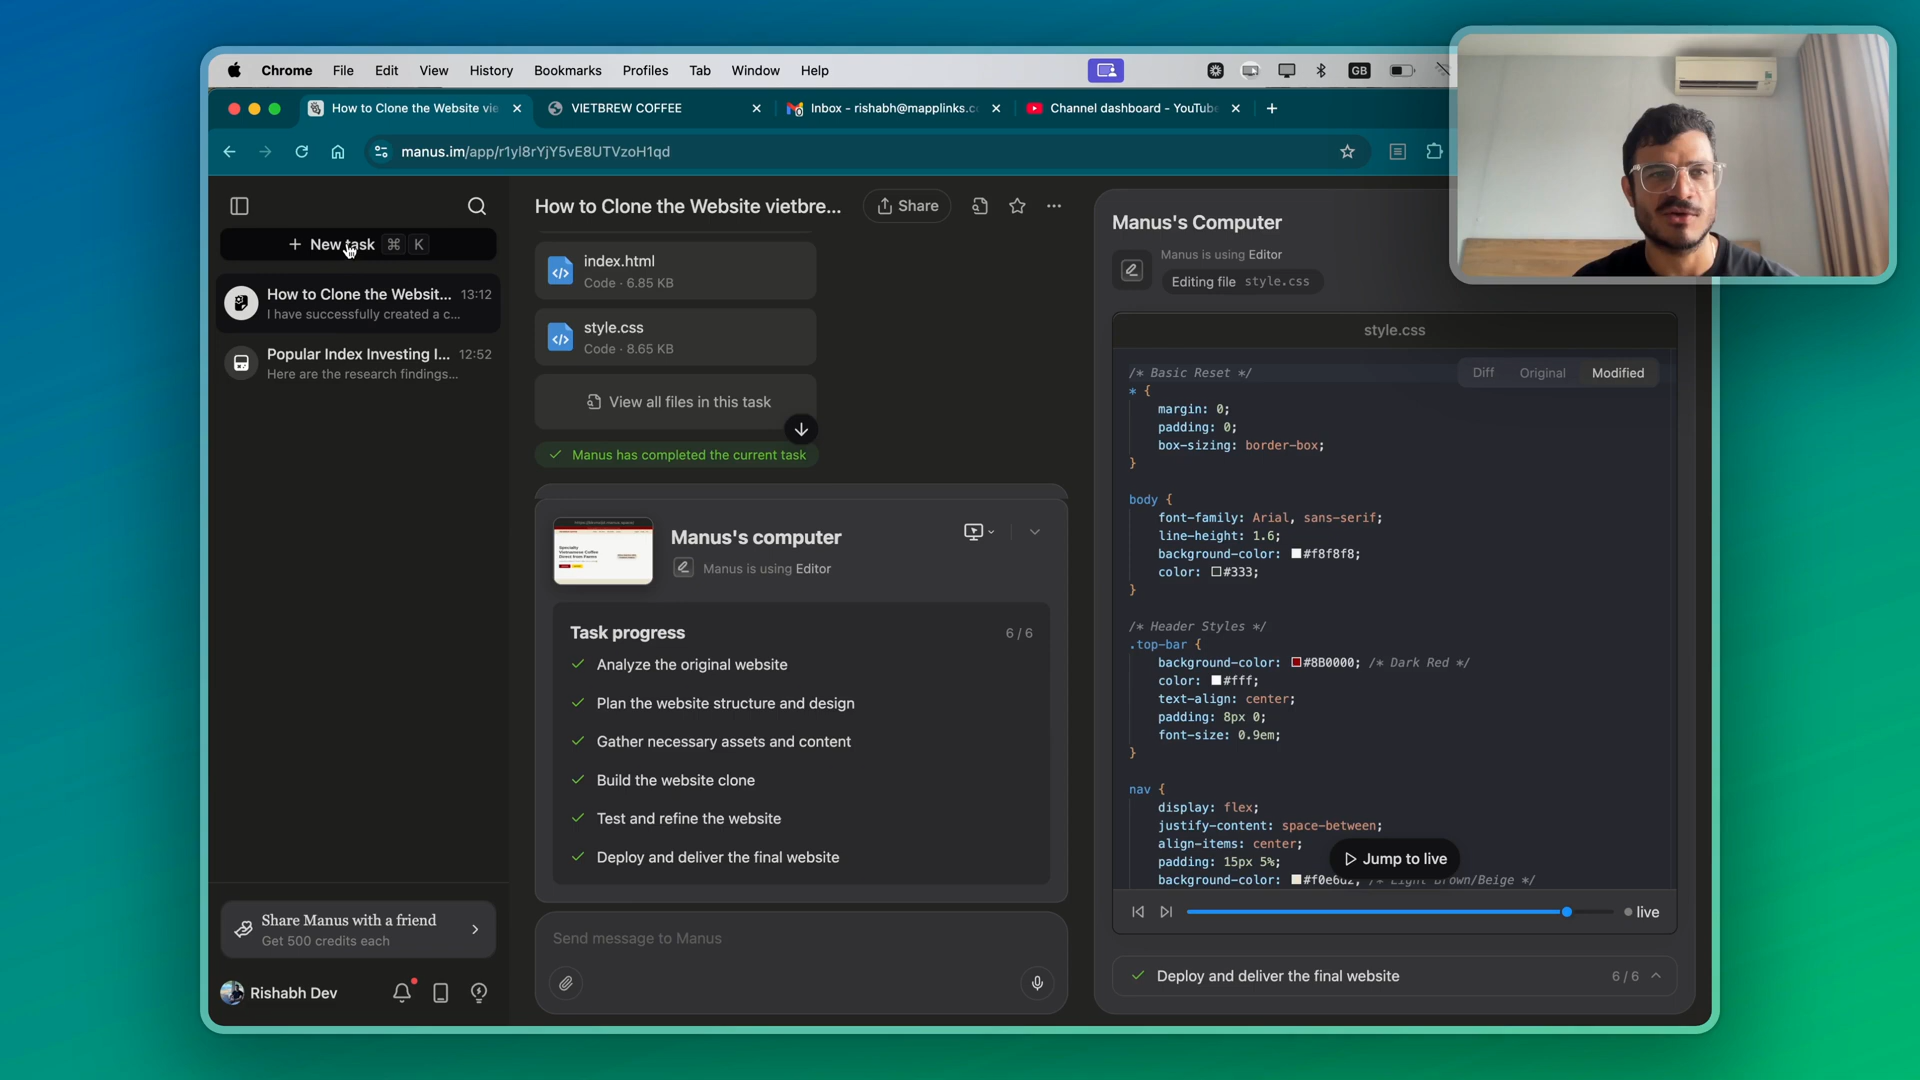 Chrome File Edit View History Bookmarks Profiles Tab Window Help GB
How to Clone the Website vie
VIETBREW COFFEE
Inbox - rishabh@mapplinks.c
Channel dashboard - YouTube
manus.im/app/r1yl8rYjY5vE8UTVzoH1qd
+ New task ⌘ K
How to Clone the Websit... 13:12
I have successfully created a c...
Popular Index Investing I... 12:52
Here are the research findings...
Share Manus with a friend
Get 500 credits each
Rishabh Dev
How to Clone the Website vietbre...
Share
index.html
Code · 6.85 KB
style.css
Code · 8.65 KB
View all files in this task
Manus has completed the current task
Manus's computer
Manus is using Editor
Task progress 6 / 6
Analyze the original website
Plan the website structure and design
Gather necessary assets and content
Build the website clone
Test and refine the website
Deploy and deliver the final website
Send message to Manus
Manus's Computer
Manus is using Editor
Editing file style.css
style.css
Diff Original Modified
/* Basic Reset */
* {
margin: 0;
padding: 0;
box-sizing: border-box;
}
body {
font-family: Arial, sans-serif;
line-height: 1.6;
background-color: #f8f8f8;
color: #333;
}
/* Header Styles */
.top-bar {
background-color: #8B0000; /* Dark Red */
color: #fff;
text-align: center;
padding: 8px 0;
font-size: 0.9em;
}
nav {
display: flex;
justify-content: space-between;
align-items: center;
padding: 15px 5%;
background-color: #f0e6d2; /* Light Brown/Beige */
Jump to live
live
Deploy and deliver the final website 6 / 6